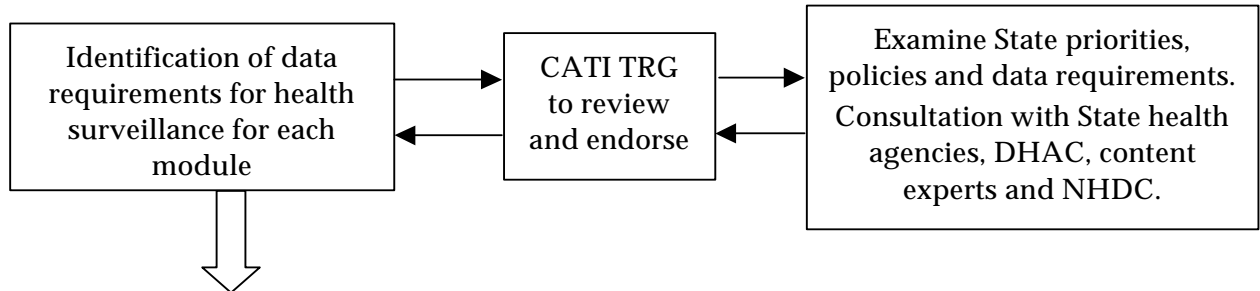 Identification of data
requirements for health
surveillance for each
module
CATI TRG
to review
and endorse
Examine State priorities,
policies and data requirements.
Consultation with State health
agencies, DHAC, content
experts and NHDC.